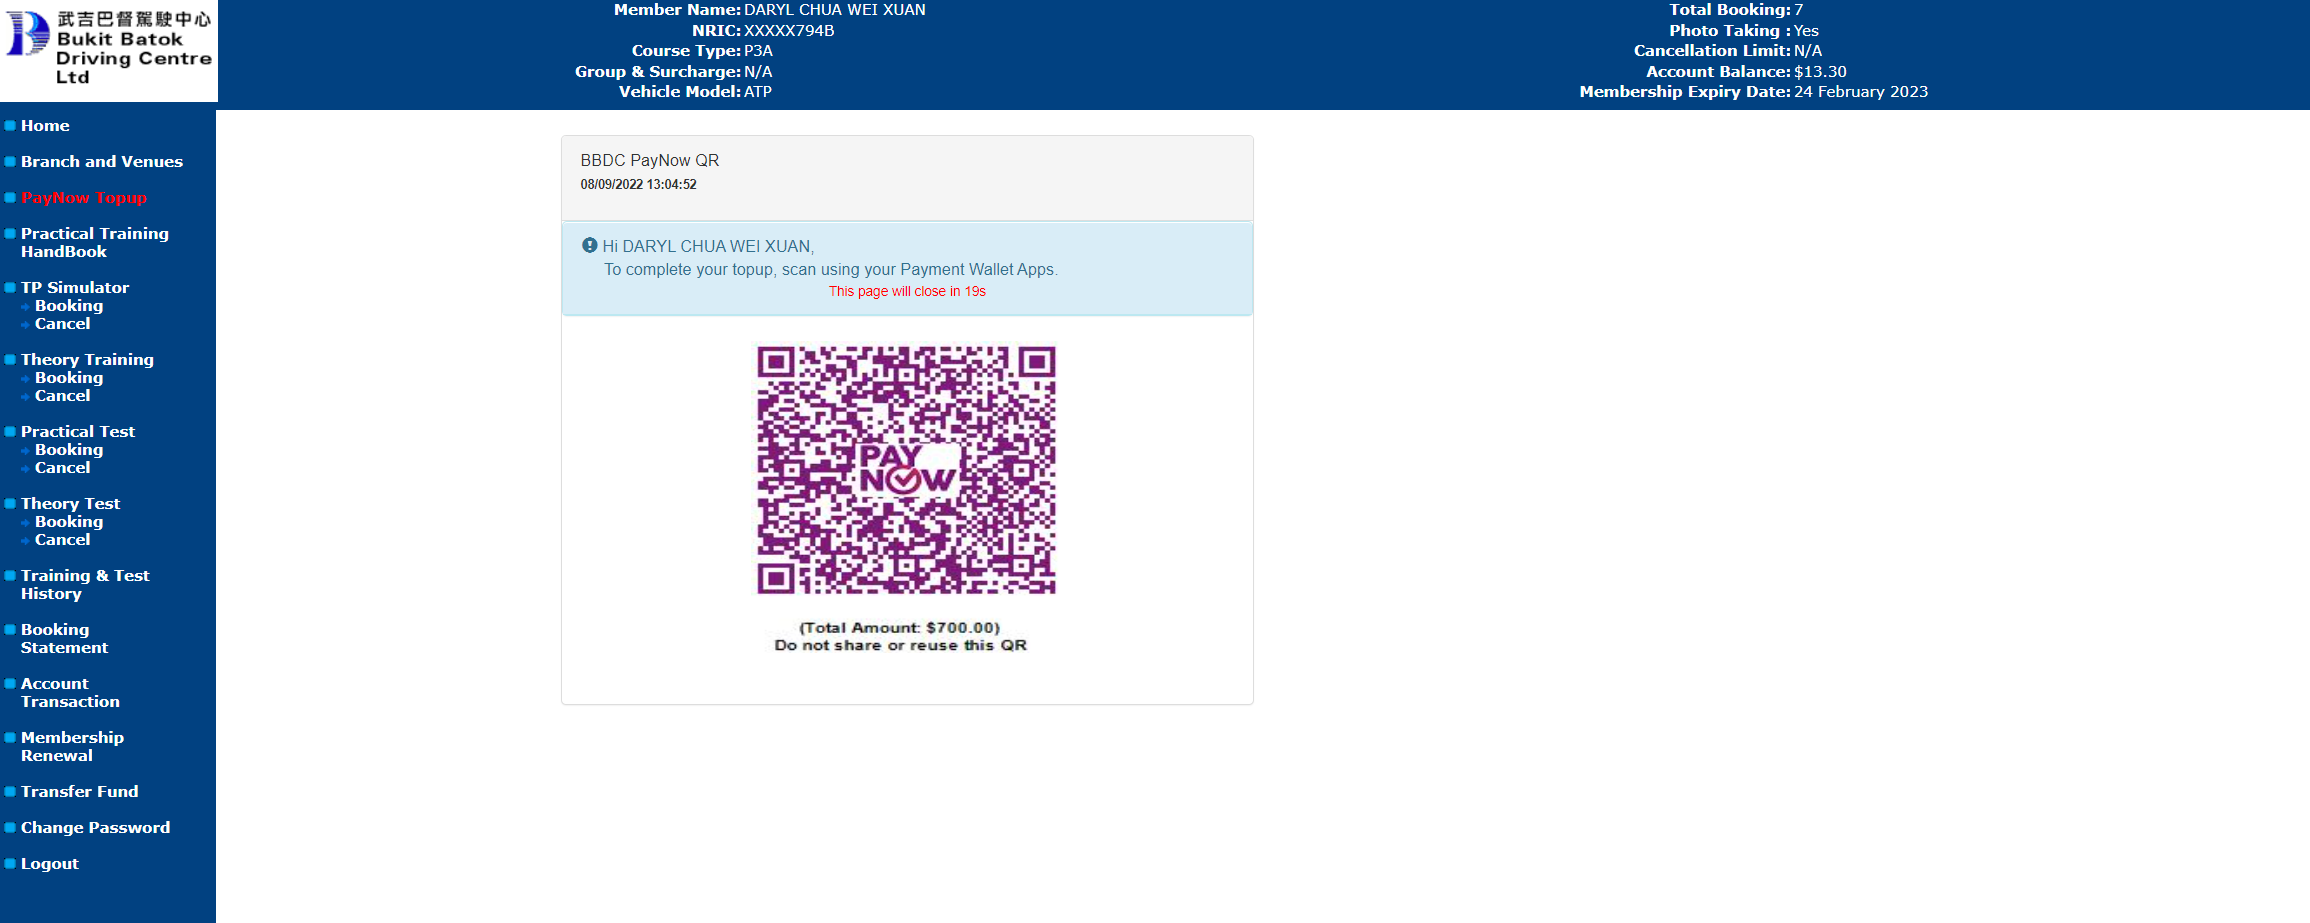 武吉巴督駕駛中心
Bukit Batok
Driving Centre
Ltd
Member Name: DARYL CHUA WEI XUAN
NRIC: XXXXX794B
Course Type: P3A
Group & Surcharge: N/A
Vehicle Model: ATP
Total Booking: 7
Photo Taking : Yes
Cancellation Limit: N/A
Account Balance: $13.30
Membership Expiry Date: 24 February 2023
Home
Branch and Venues
PayNow Topup
Practical Training
HandBook
TP Simulator
Booking
Cancel
Theory Training
Booking
Cancel
Practical Test
Booking
Cancel
Theory Test
Booking
Cancel
Training & Test
History
Booking
Statement
Account
Transaction
Membership
Renewal
Transfer Fund
Change Password
Logout
BBDC PayNow QR
08/09/2022 13:04:52
Hi DARYL CHUA WEI XUAN,
To complete your topup, scan using your Payment Wallet Apps.
This page will close in 19s
PAY
NOW
(Total Amount: $700.00)
Do not share or reuse this QR